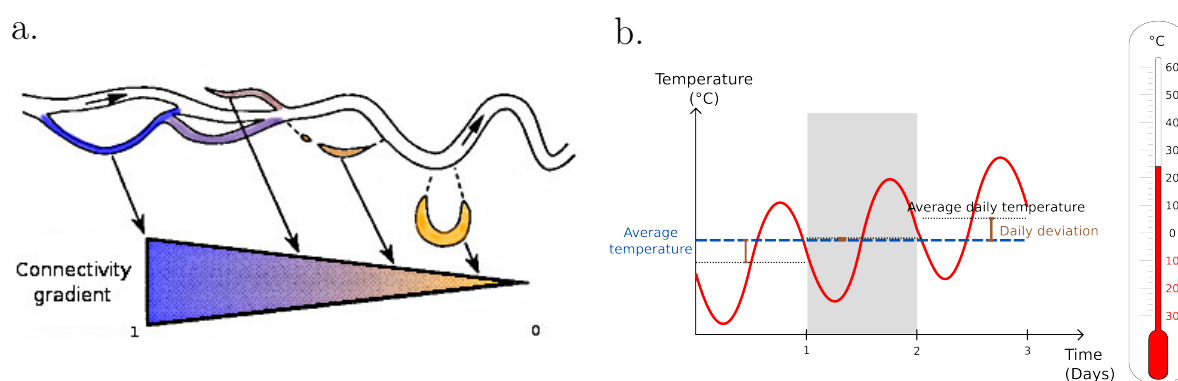 a.
Connectivity
gradient
1
0
b.
Temperature
(°C)
Average
temperature
Average daily temperature
Daily deviation
1
2
3
Time
(Days)
°C
60
50
40
30
20
10
0
10
20
30